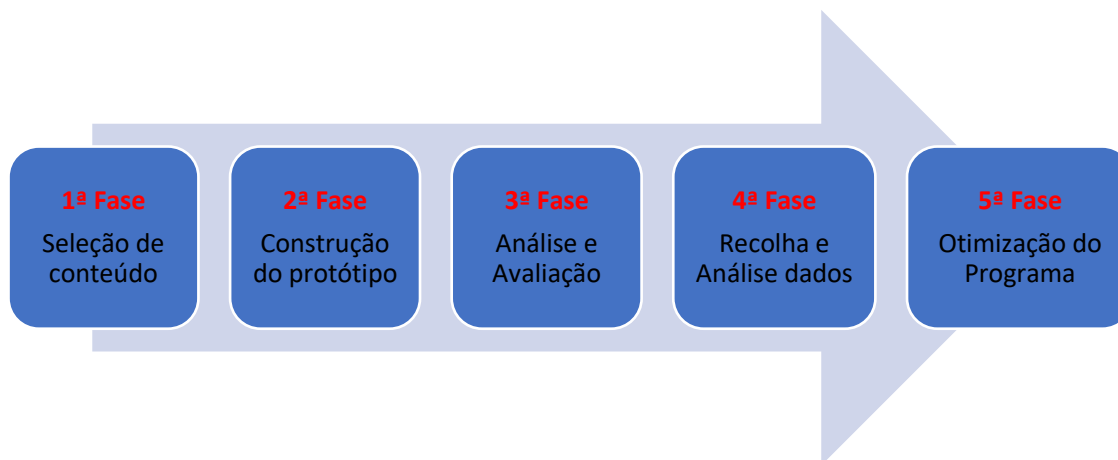 1ª Fase
Seleção de
conteúdo
2ª Fase
Construção
do protótipo
3ª Fase
Análise e
Avaliação
4ª Fase
Recolha e
Análise dados
5ª Fase
Otimização do
Programa